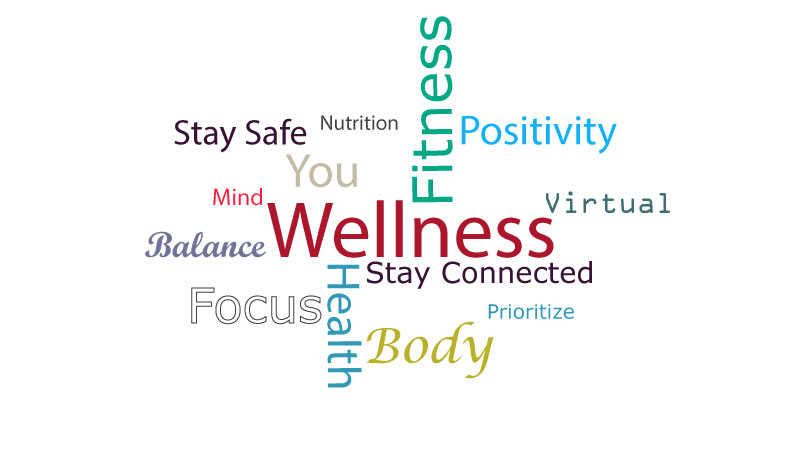 Fitness
Stay Safe
Nutrition
Positivity
You
Mind
Virtual
Wellness
Balance
Stay Connected
Health
Focus
Prioritize
Body